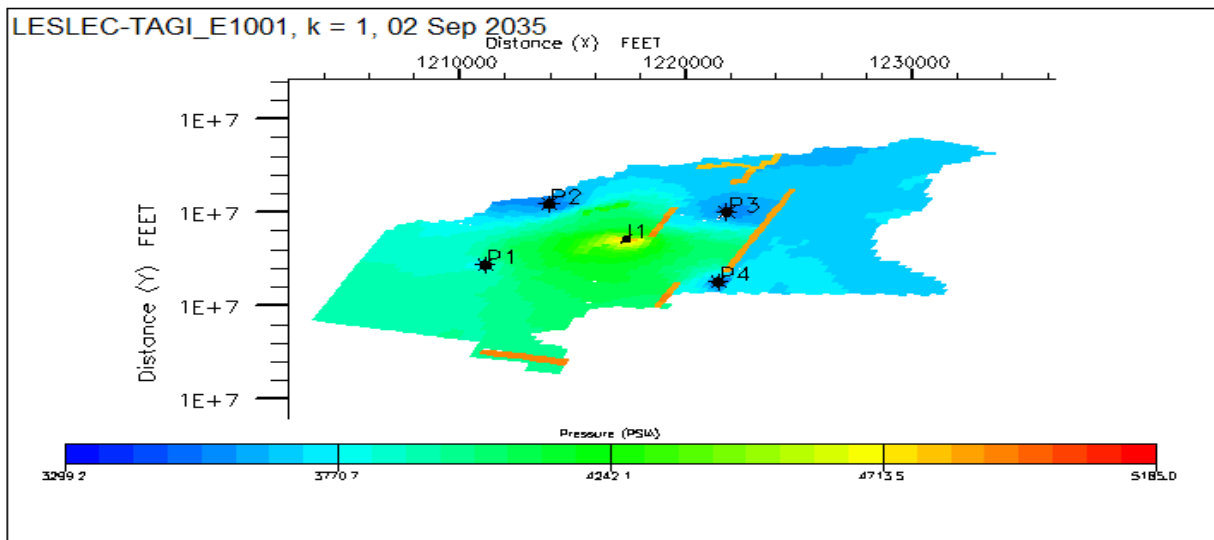 LESLEC-TAGI_E1001, k = 1, 02 Sep 2035
Distance (X) FEET
1210000 1220000 1230000
1E+7
1E+7
1E+7
1E+7
Distance (Y) FEET
P2
P3
I1
P1
P4
Pressure (PSIA)
3299.2 3770.7 4242.1 4713.5 5185.0